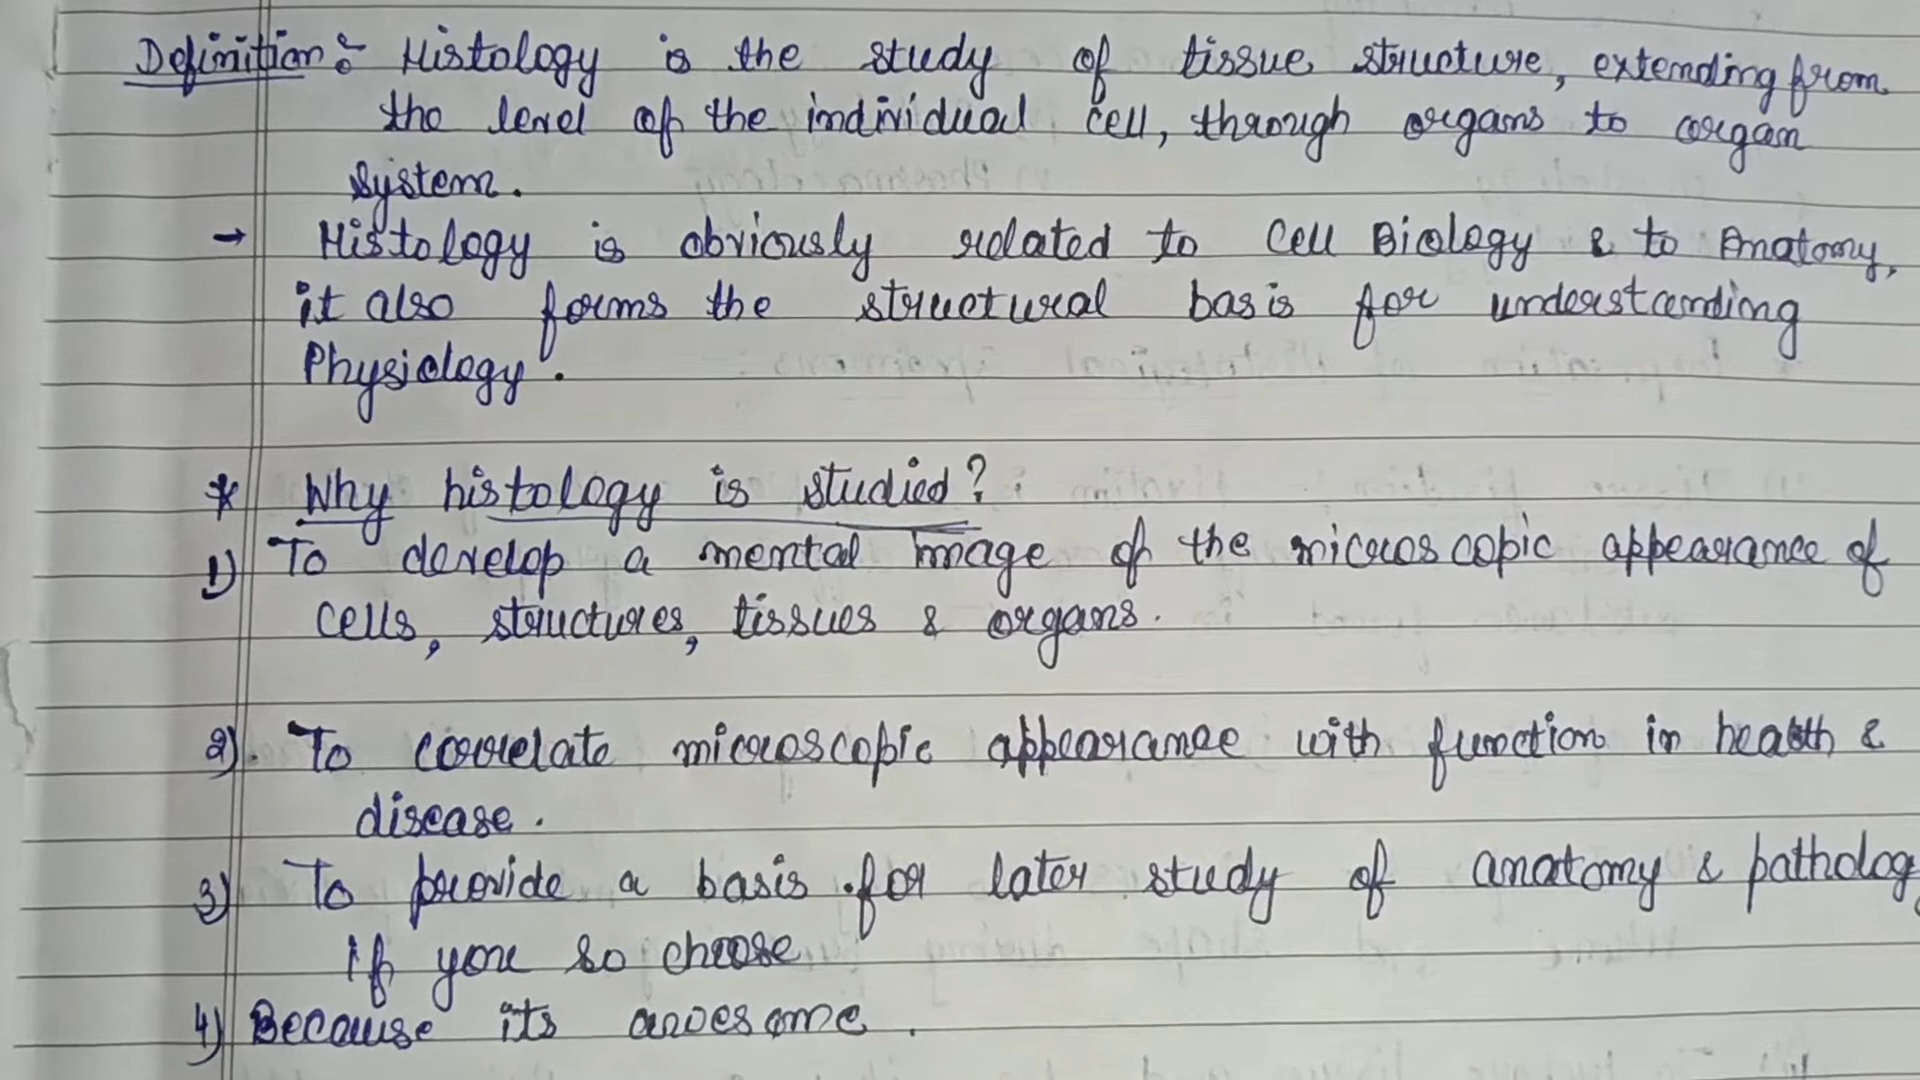 Definition:- Histology is the study of tissue structure, extending from
the level of the individual cell, through organs to organ
system.
→ Histology is obviously related to Cell Biology & to Anatomy,
it also forms the structural basis for understanding
Physiology.
* Why histology is studied?
1) To develop a mental Image of the microscopic appearance of
cells, structures, tissues & organs.
2). To correlate microscopic appearance with function in health &
disease.
3) To provide a basis for later study of anatomy & patholog
If you so choose
4) Because its awesome.